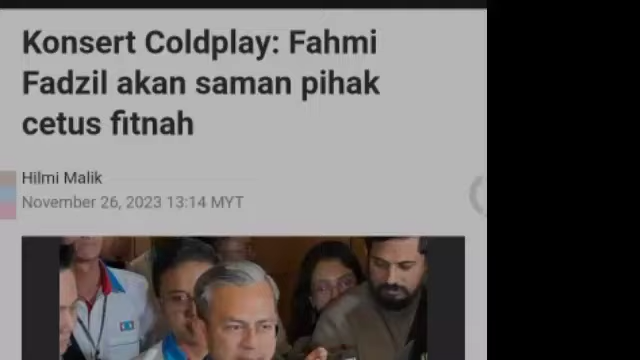 Konsert Coldplay: Fahmi
Fadzil akan saman pihak
cetus fitnah
Hilmi Malik
November 26, 2023 13:14 MYT